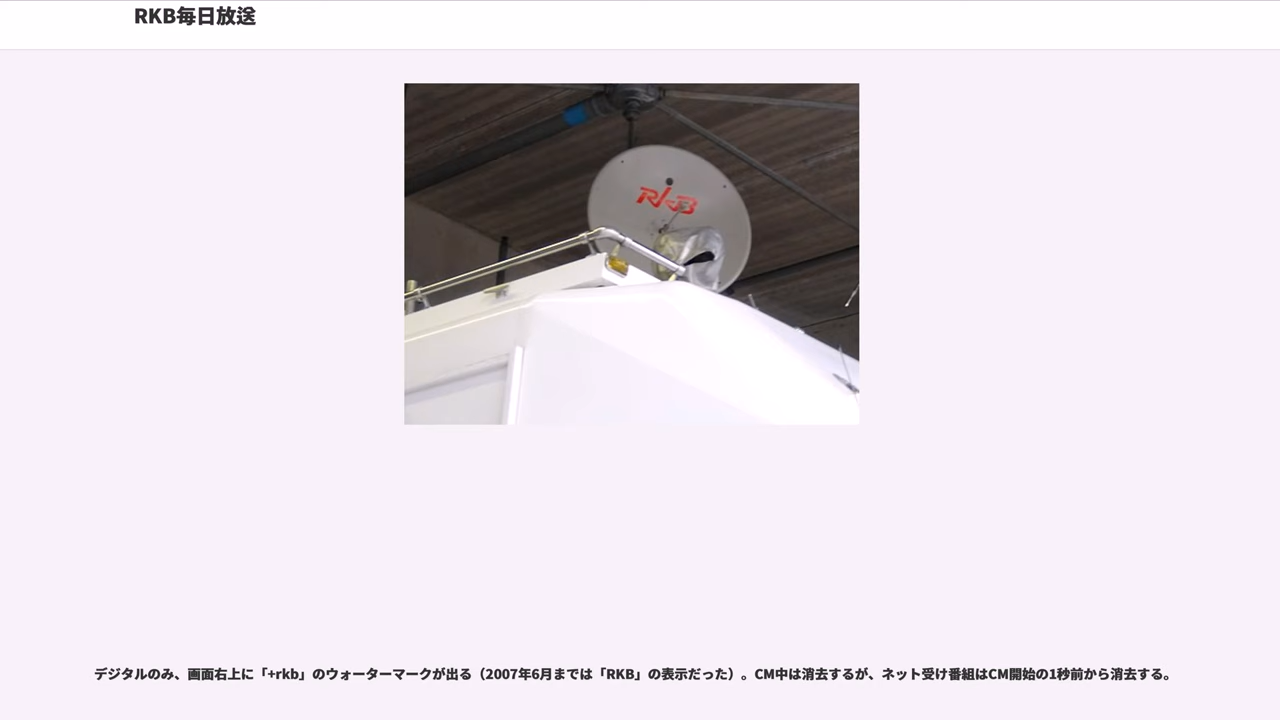 RKB毎日放送
RKB
デジタルのみ、画面右上に「+rkb」のウォーターマークが出る（2007年6月までは「RKB」の表示だった）。CM中は消去するが、ネット受け番組はCM開始の1秒前から消去する。